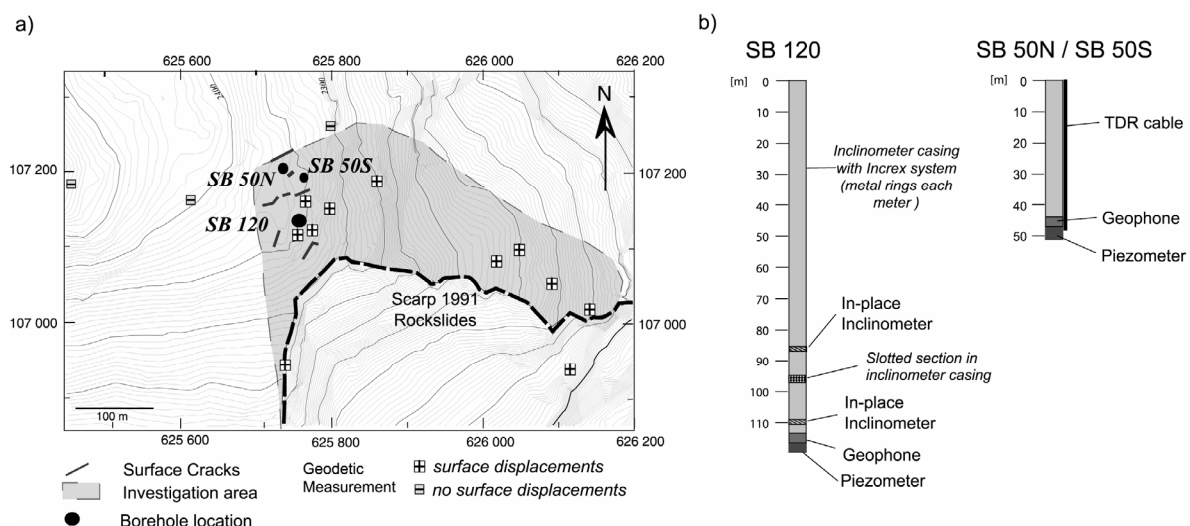 a)
625 600
625 800
626 000
626 200
2400
2300
N
107 200
107 200
SB 50N
SB 50S
SB 120
Scarp 1991
Rockslides
107 000
107 000
100 m
625 600
625 800
626 000
626 200
Surface Cracks
Investigation area
Borehole location
Geodetic
Measurement
surface displacements
no surface displacements
b)
SB 120
[m]
0
10
20
30
40
50
60
70
80
90
100
110
Inclinometer casing
with Increx system
(metal rings each
meter )
In-place
Inclinometer
Slotted section in
inclinometer casing
In-place
Inclinometer
Geophone
Piezometer
SB 50N / SB 50S
[m]
0
10
20
30
40
50
TDR cable
Geophone
Piezometer